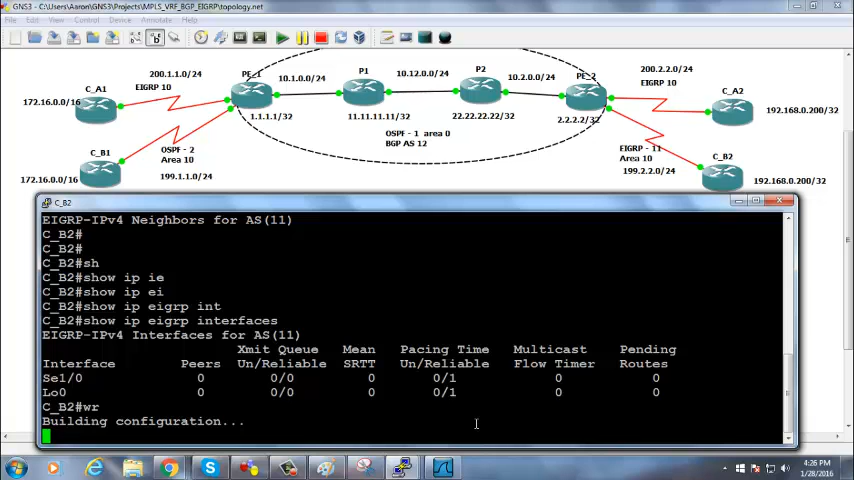 GNS3 - C:\Users\Aaron\GNS3\Projects\MPLS_VRF_BGP_EIGRP\topology.net
File Edit View Control Device Annotate Help
200.1.1.0/24
EIGRP 10
C_A1
172.16.0.0/16
PE_1
10.1.0.0/24
P1
10.12.0.0/24
P2
10.2.0.0/24
PE_2
200.2.2.0/24
EIGRP 10
C_A2
192.168.0.200/32
1.1.1.1/32
11.11.11.11/32
22.22.22.22/32
2.2.2.2/32
OSPF - 1 area 0
BGP AS 12
C_B1
172.16.0.0/16
OSPF - 2
Area 10
199.1.1.0/24
EIGRP - 11
Area 10
199.2.2.0/24
C_B2
192.168.0.200/32
C_B2
EIGRP-IPv4 Neighbors for AS(11)
C_B2#
C_B2#
C_B2#sh
C_B2#show ip ie
C_B2#show ip ei
C_B2#show ip eigrp int
C_B2#show ip eigrp interfaces
EIGRP-IPv4 Interfaces for AS(11)
Xmit Queue Mean Pacing Time Multicast Pending
Interface Peers Un/Reliable SRTT Un/Reliable Flow Timer Routes
Se1/0 0 0/0 0 0/1 0 0
Lo0 0 0/0 0 0/1 0 0
C_B2#wr
Building configuration...
4:26 PM
1/28/2016